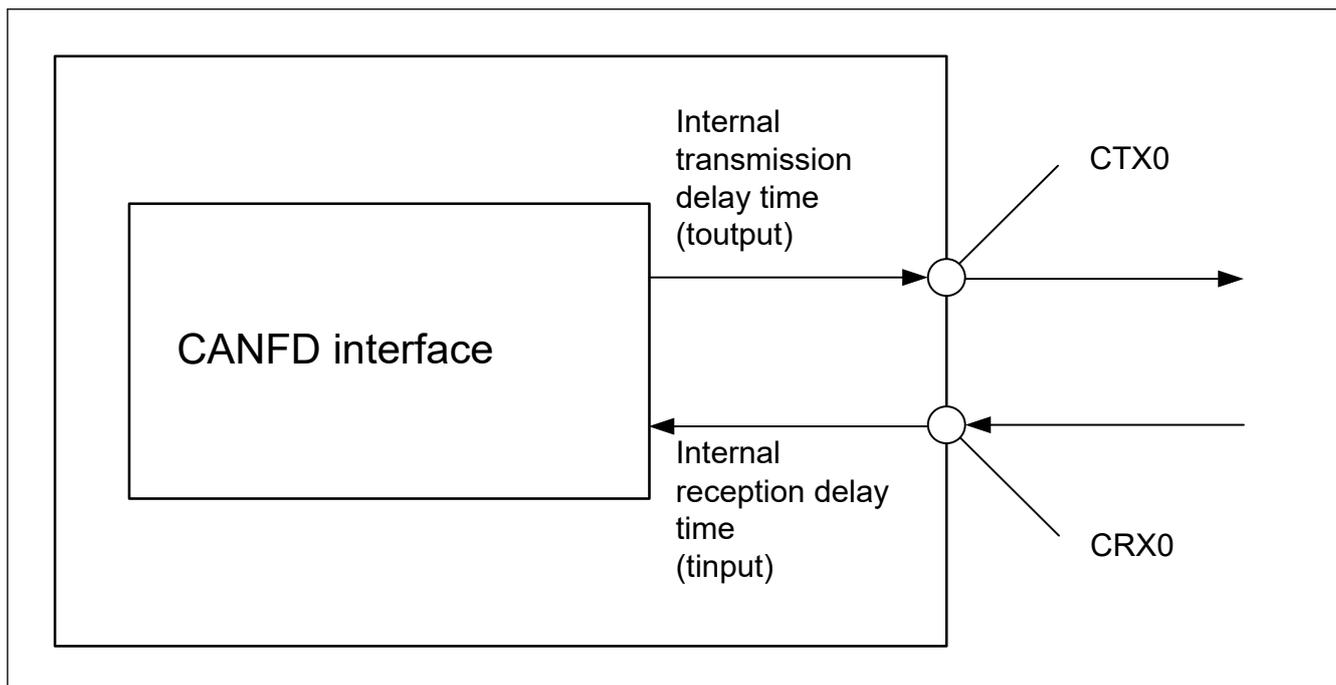 Internal
transmission
delay time
(toutput)
CTX0
CANFD interface
Internal
reception delay
time
(tinput)
CRX0